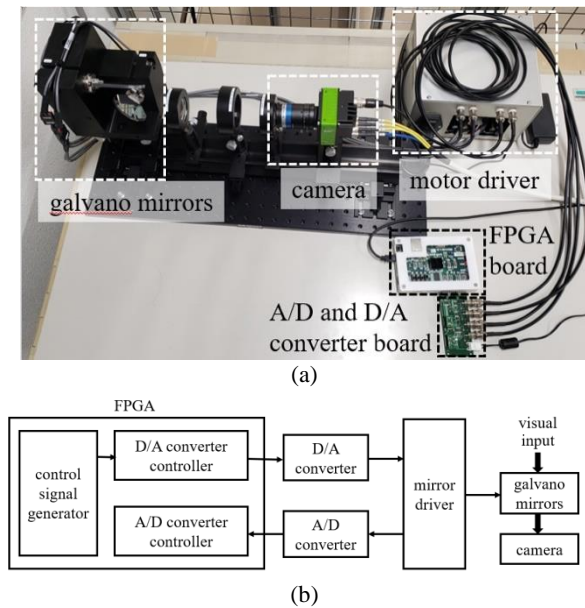 galvano mirrors
camera
motor driver
FPGA
board
A/D and D/A
converter board
(a)
FPGA
control
signal
generator
D/A converter
controller
A/D converter
controller
D/A
converter
A/D
converter
mirror
driver
visual
input
galvano
mirrors
camera
(b)